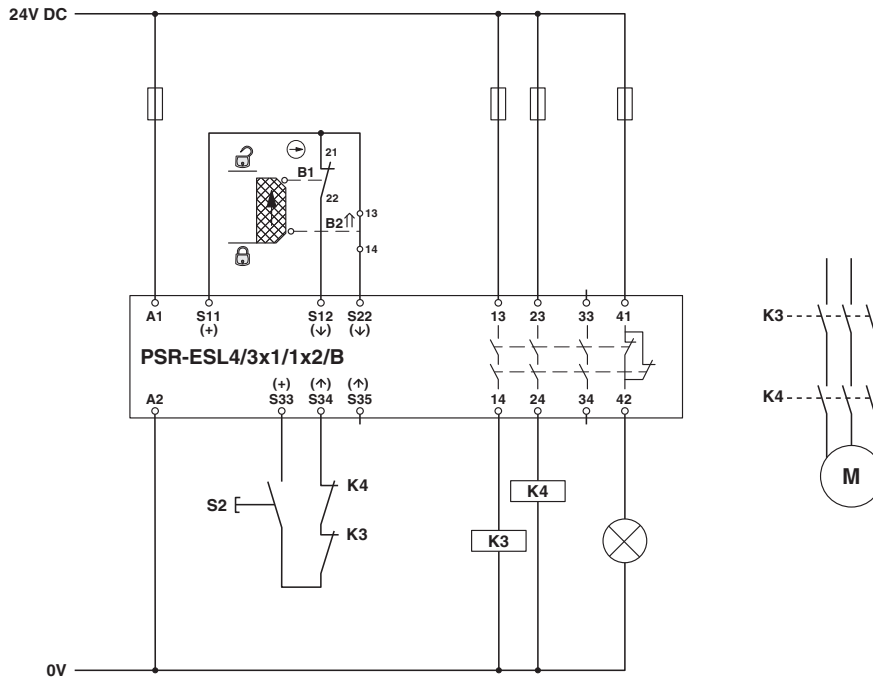 24V DC
21
B1
22
B2
13
14
A1 S11 S12 S22 13 23 33 41
(+) (↓) (↓)
K3
PSR-ESL4/3x1/1x2/B
(+) (↑) (↑)
A2 S33 S34 S35 14 24 34 42
K4
M
K4
S2
K4
K3
K3
0V